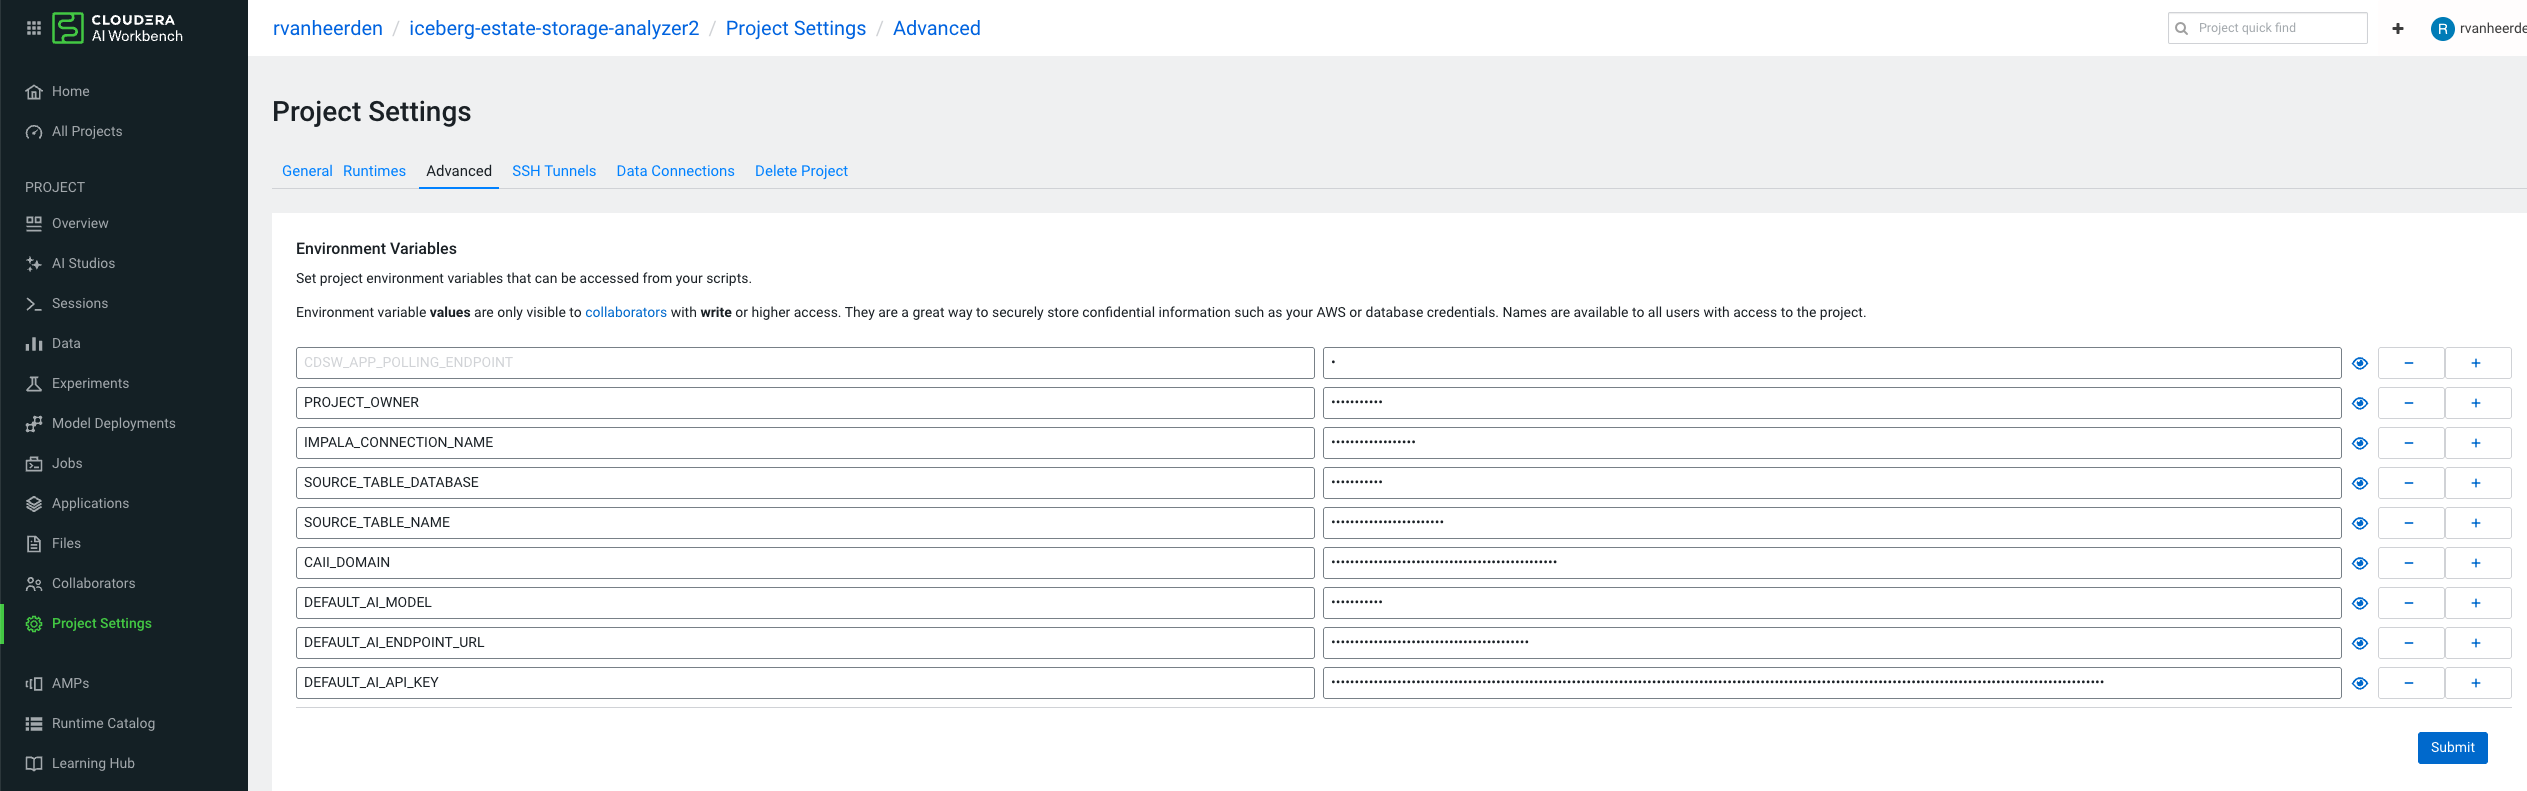 CLOUDERA
AI Workbench
rvanheerden / iceberg-estate-storage-analyzer2 / Project Settings / Advanced
Project quick find
+
R rvanheerde
Home
All Projects
PROJECT
Overview
AI Studios
Sessions
Data
Experiments
Model Deployments
Jobs
Applications
Files
Collaborators
Project Settings
AMPs
Runtime Catalog
Learning Hub
Project Settings
General Runtimes Advanced SSH Tunnels Data Connections Delete Project
Environment Variables
Set project environment variables that can be accessed from your scripts.
Environment variable values are only visible to collaborators with write or higher access. They are a great way to securely store confidential information such as your AWS or database credentials. Names are available to all users with access to the project.
CDSW_APP_POLLING_ENDPOINT
PROJECT_OWNER
IMPALA_CONNECTION_NAME
SOURCE_TABLE_DATABASE
SOURCE_TABLE_NAME
CAII_DOMAIN
DEFAULT_AI_MODEL
DEFAULT_AI_ENDPOINT_URL
DEFAULT_AI_API_KEY
Submit